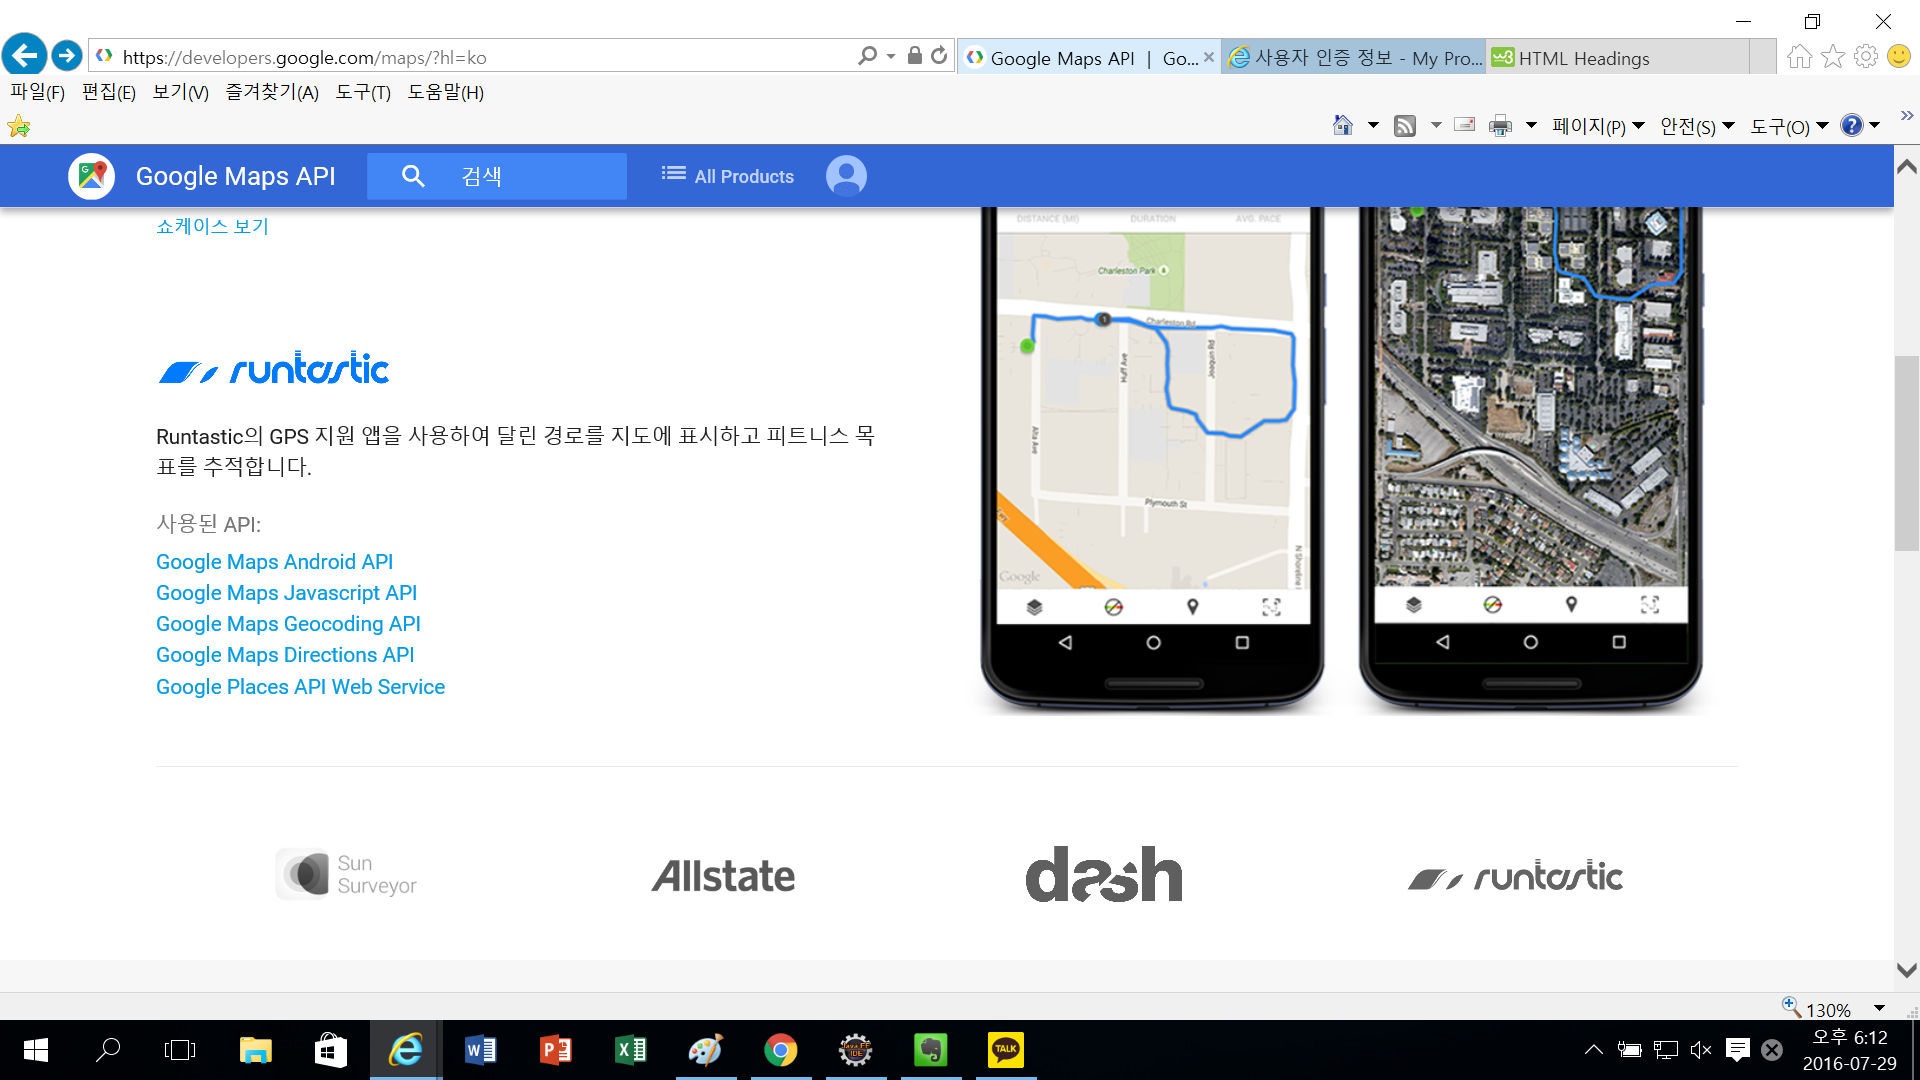 https://developers.google.com/maps/?hl=ko
Google Maps API | Go...
사용자 인증 정보 - My Pro...
HTML Headings
파일(F) 편집(E) 보기(V) 즐겨찾기(A) 도구(T) 도움말(H)
페이지(P) 안전(S) 도구(O)
Google Maps API
검색
All Products
쇼케이스 보기
DISTANCE (MI) DURATION AVG. PACE
Charleston Park
Charleston Rd
Huff Ave
Joaquin Rd
Alta Ave
Plymouth St
N Shoreline
Google
runtastic
Runtastic의 GPS 지원 앱을 사용하여 달린 경로를 지도에 표시하고 피트니스 목
표를 추적합니다.
사용된 API:
Google Maps Android API
Google Maps Javascript API
Google Maps Geocoding API
Google Maps Directions API
Google Places API Web Service
Sun
Surveyor
Allstate
dash
runtastic
130%
TALK
오후 6:12
2016-07-29